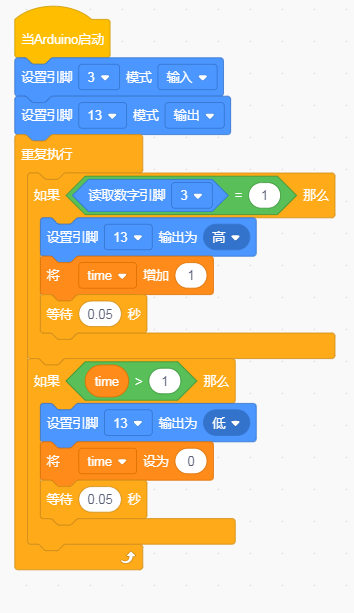 当Arduino启动
设置引脚 3 模式 输入
设置引脚 13 模式 输出
重复执行
如果 读取数字引脚 3 = 1 那么
设置引脚 13 输出为 高
将 time 增加 1
等待 0.05 秒
如果 time > 1 那么
设置引脚 13 输出为 低
将 time 设为 0
等待 0.05 秒